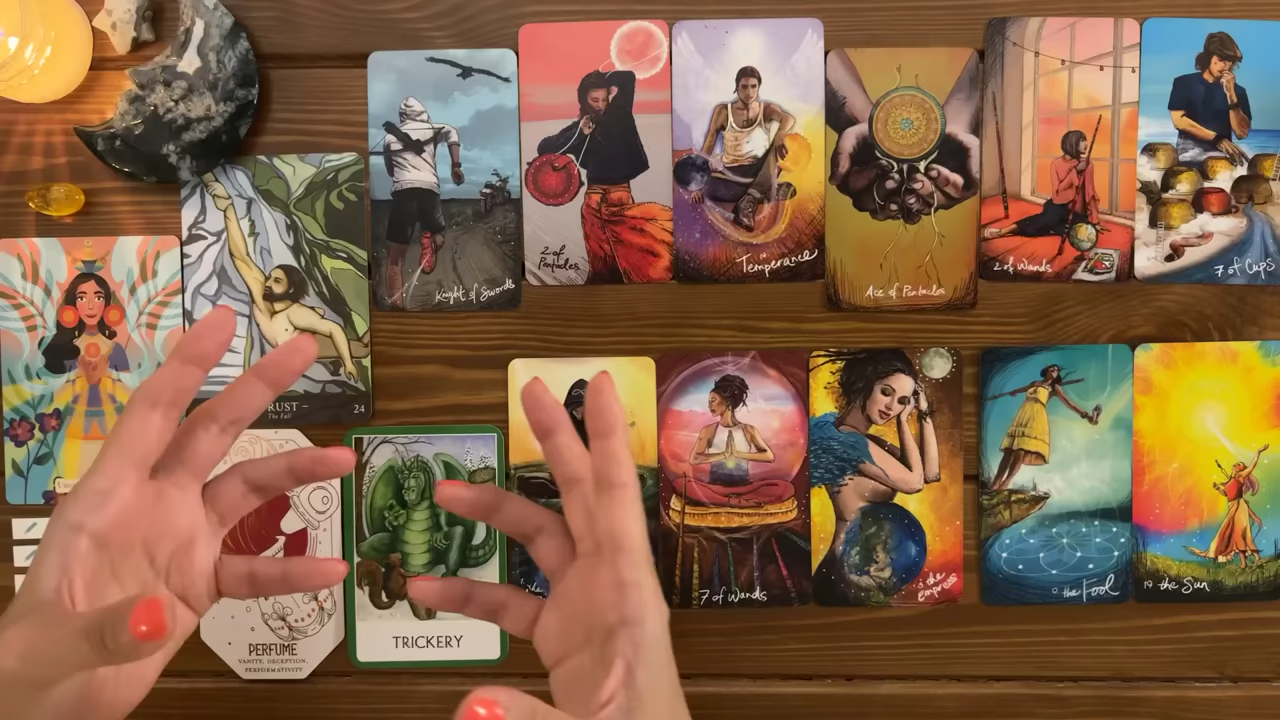 Knight of Swords
2 of
Pentacles
Temperance
Ace of Pentacles
2 of Wands
7 of Cups
24
The Fall
PERFUME
VANITY, DECEPTION,
PERFORMATIVITY
TRICKERY
the
7 of Wands
the
empress
0 the Fool
19 the Sun